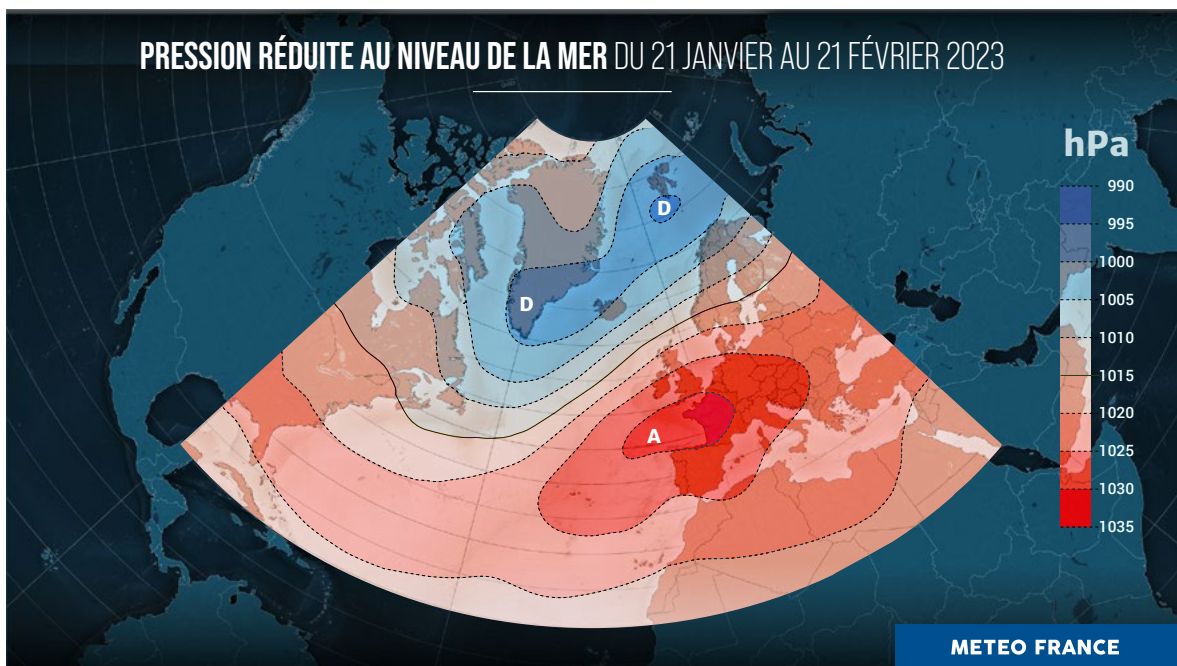 PRESSION RÉDUITE AU NIVEAU DE LA MER DU 21 JANVIER AU 21 FÉVRIER 2023
hPa
990
995
1000
1005
1010
1015
1020
1025
1030
1035
D
D
A
METEO FRANCE